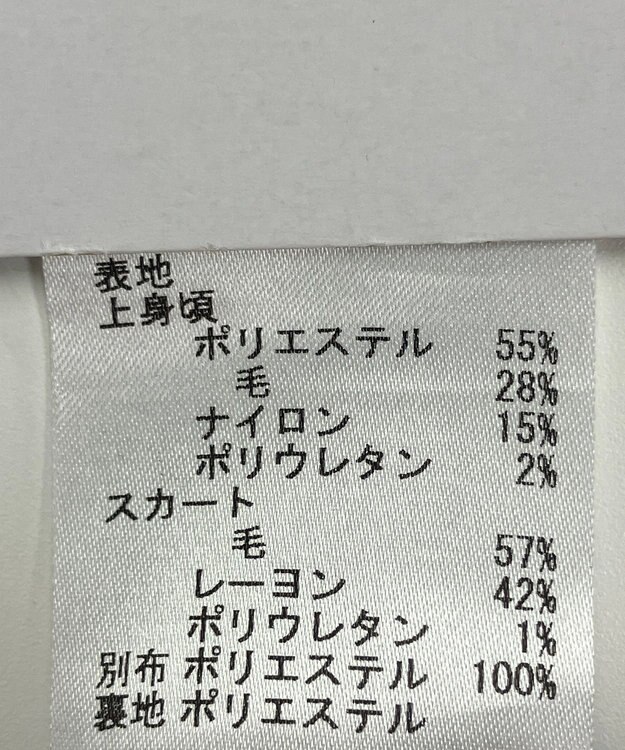 表地
上身頃
ポリエステル 55%
毛 28%
ナイロン 15%
ポリウレタン 2%
スカート
毛 57%
レーヨン 42%
ポリウレタン 1%
別布 ポリエステル 100%
裏地 ポリエステル